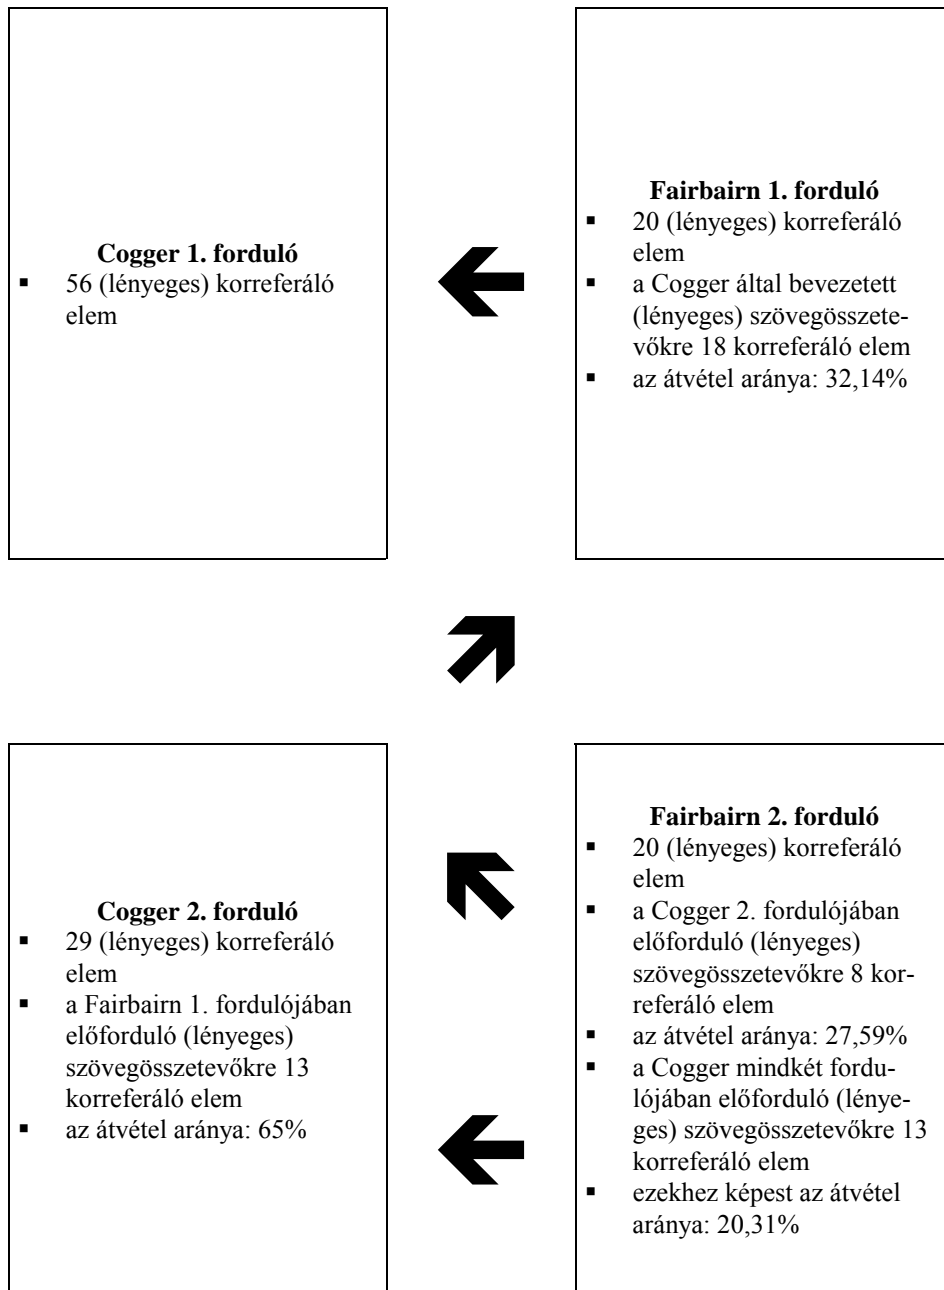 Cogger 1. forduló
▪ 56 (lényeges) korreferáló
elem
Fairbairn 1. forduló
▪ 20 (lényeges) korreferáló
elem
▪ a Cogger által bevezetett
(lényeges) szövegösszete-
vőkre 18 korreferáló elem
▪ az átvétel aránya: 32,14%
Cogger 2. forduló
▪ 29 (lényeges) korreferáló
elem
▪ a Fairbairn 1. fordulójában
előforduló (lényeges)
szövegösszetevőkre 13
korreferáló elem
▪ az átvétel aránya: 65%
Fairbairn 2. forduló
▪ 20 (lényeges) korreferáló
elem
▪ a Cogger 2. fordulójában
előforduló (lényeges)
szövegösszetevőkre 8 kor-
referáló elem
▪ az átvétel aránya: 27,59%
▪ a Cogger mindkét fordu-
lójában előforduló (lénye-
ges) szövegösszetevőkre 13
korreferáló elem
▪ ezekhez képest az átvétel
aránya: 20,31%